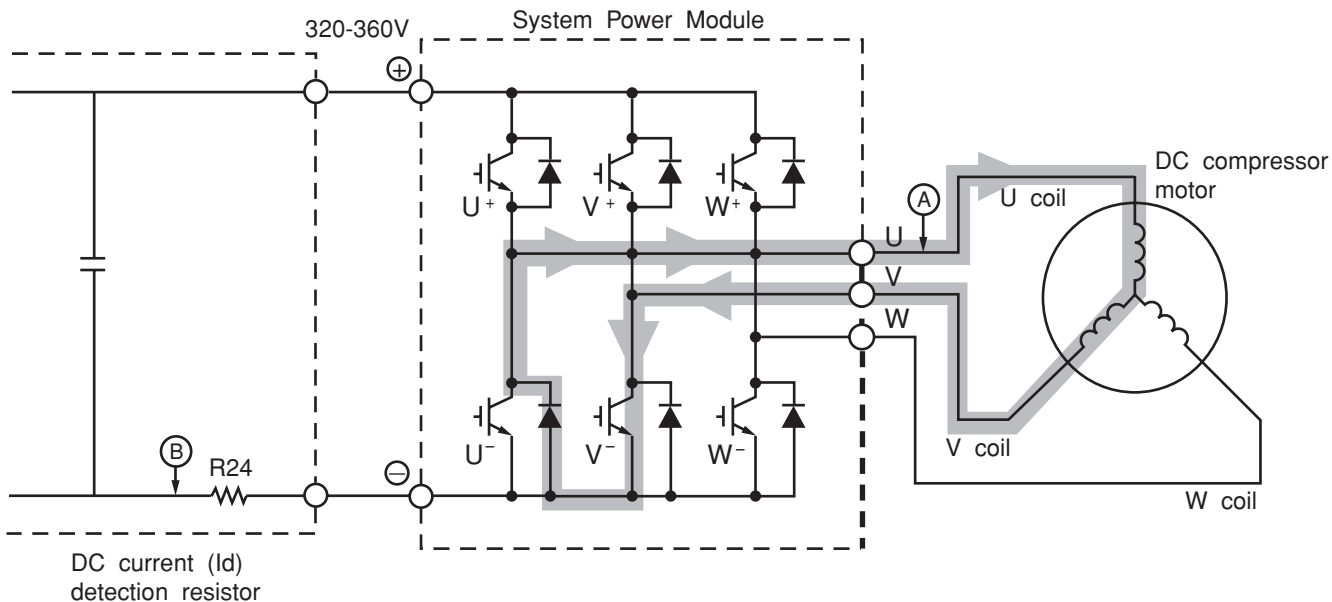 System Power Module
320-360V
+
U+
V+
W+
A
U coil
DC compressor
motor
U
V
W
B
R24
−
U−
V−
W−
V coil
W coil
DC current (Id)
detection resistor